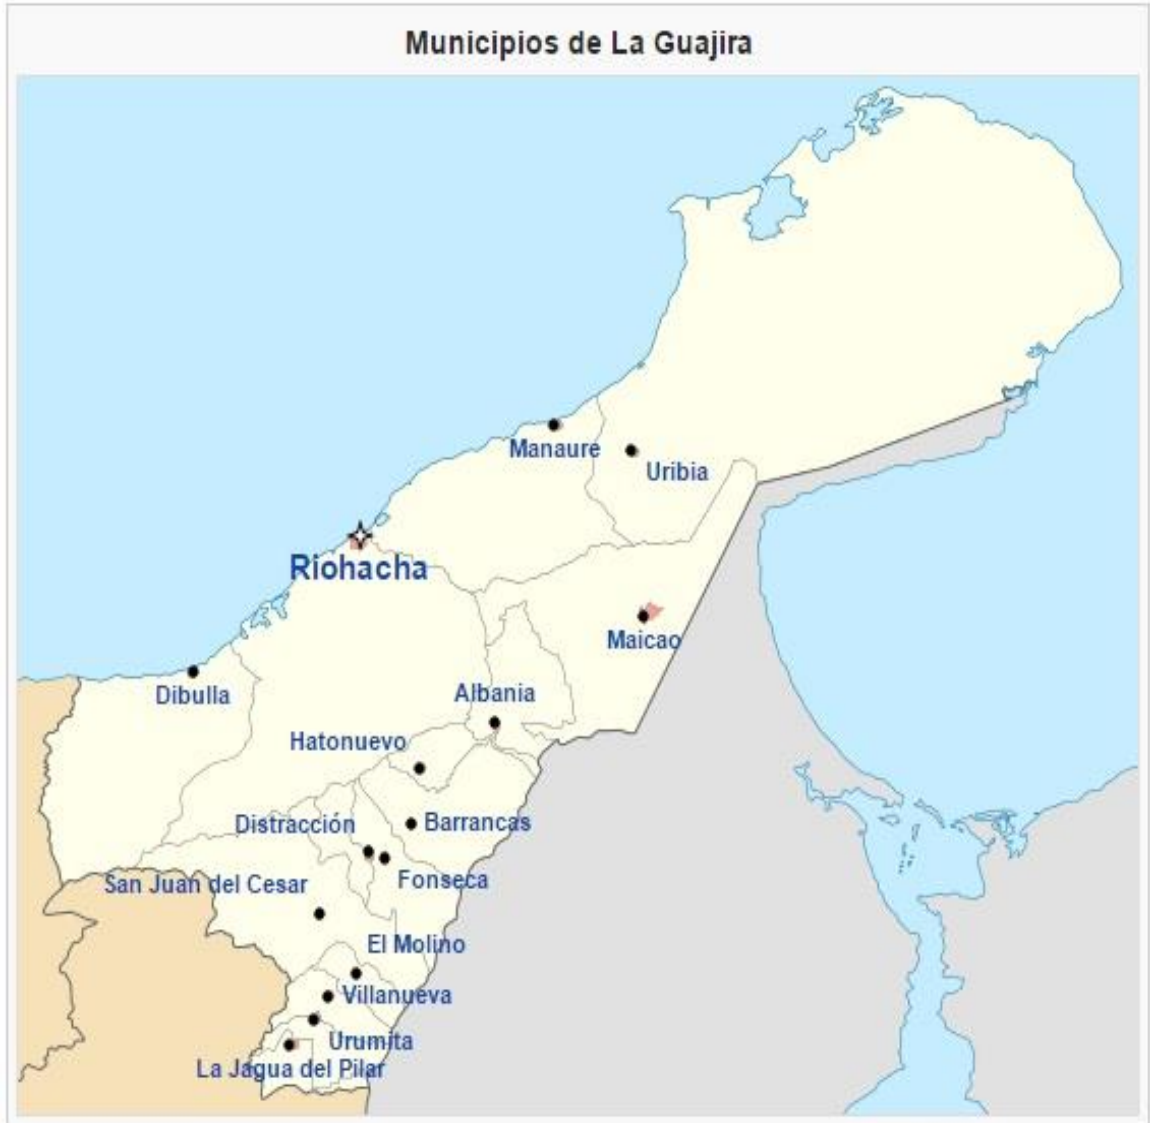 Municipios de La Guajira
Manaure
Uribia
Riohacha
Maicao
Dibulla
Albania
Hatonuevo
Distracción
Barrancas
Fonseca
San Juan del Cesar
El Molino
Villanueva
Urumita
La Jagua del Pilar